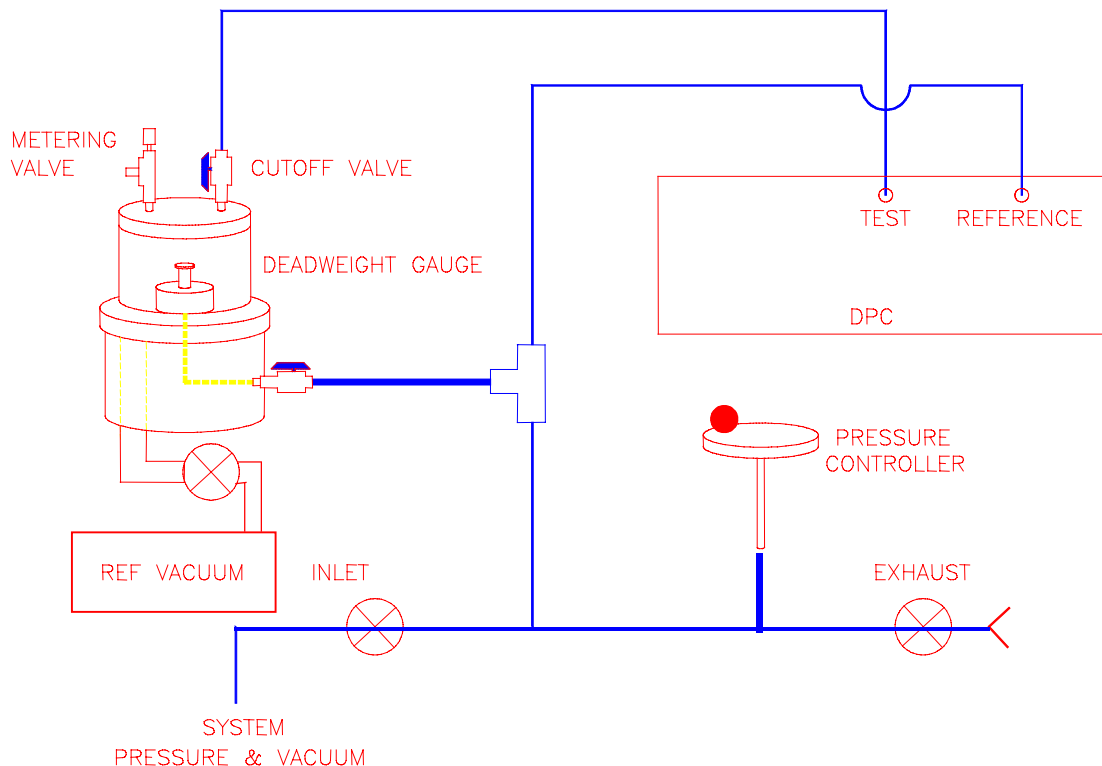 METERING
VALVE
CUTOFF VALVE
TEST
REFERENCE
DEADWEIGHT GAUGE
DPC
PRESSURE
CONTROLLER
REF VACUUM
INLET
EXHAUST
SYSTEM
PRESSURE & VACUUM